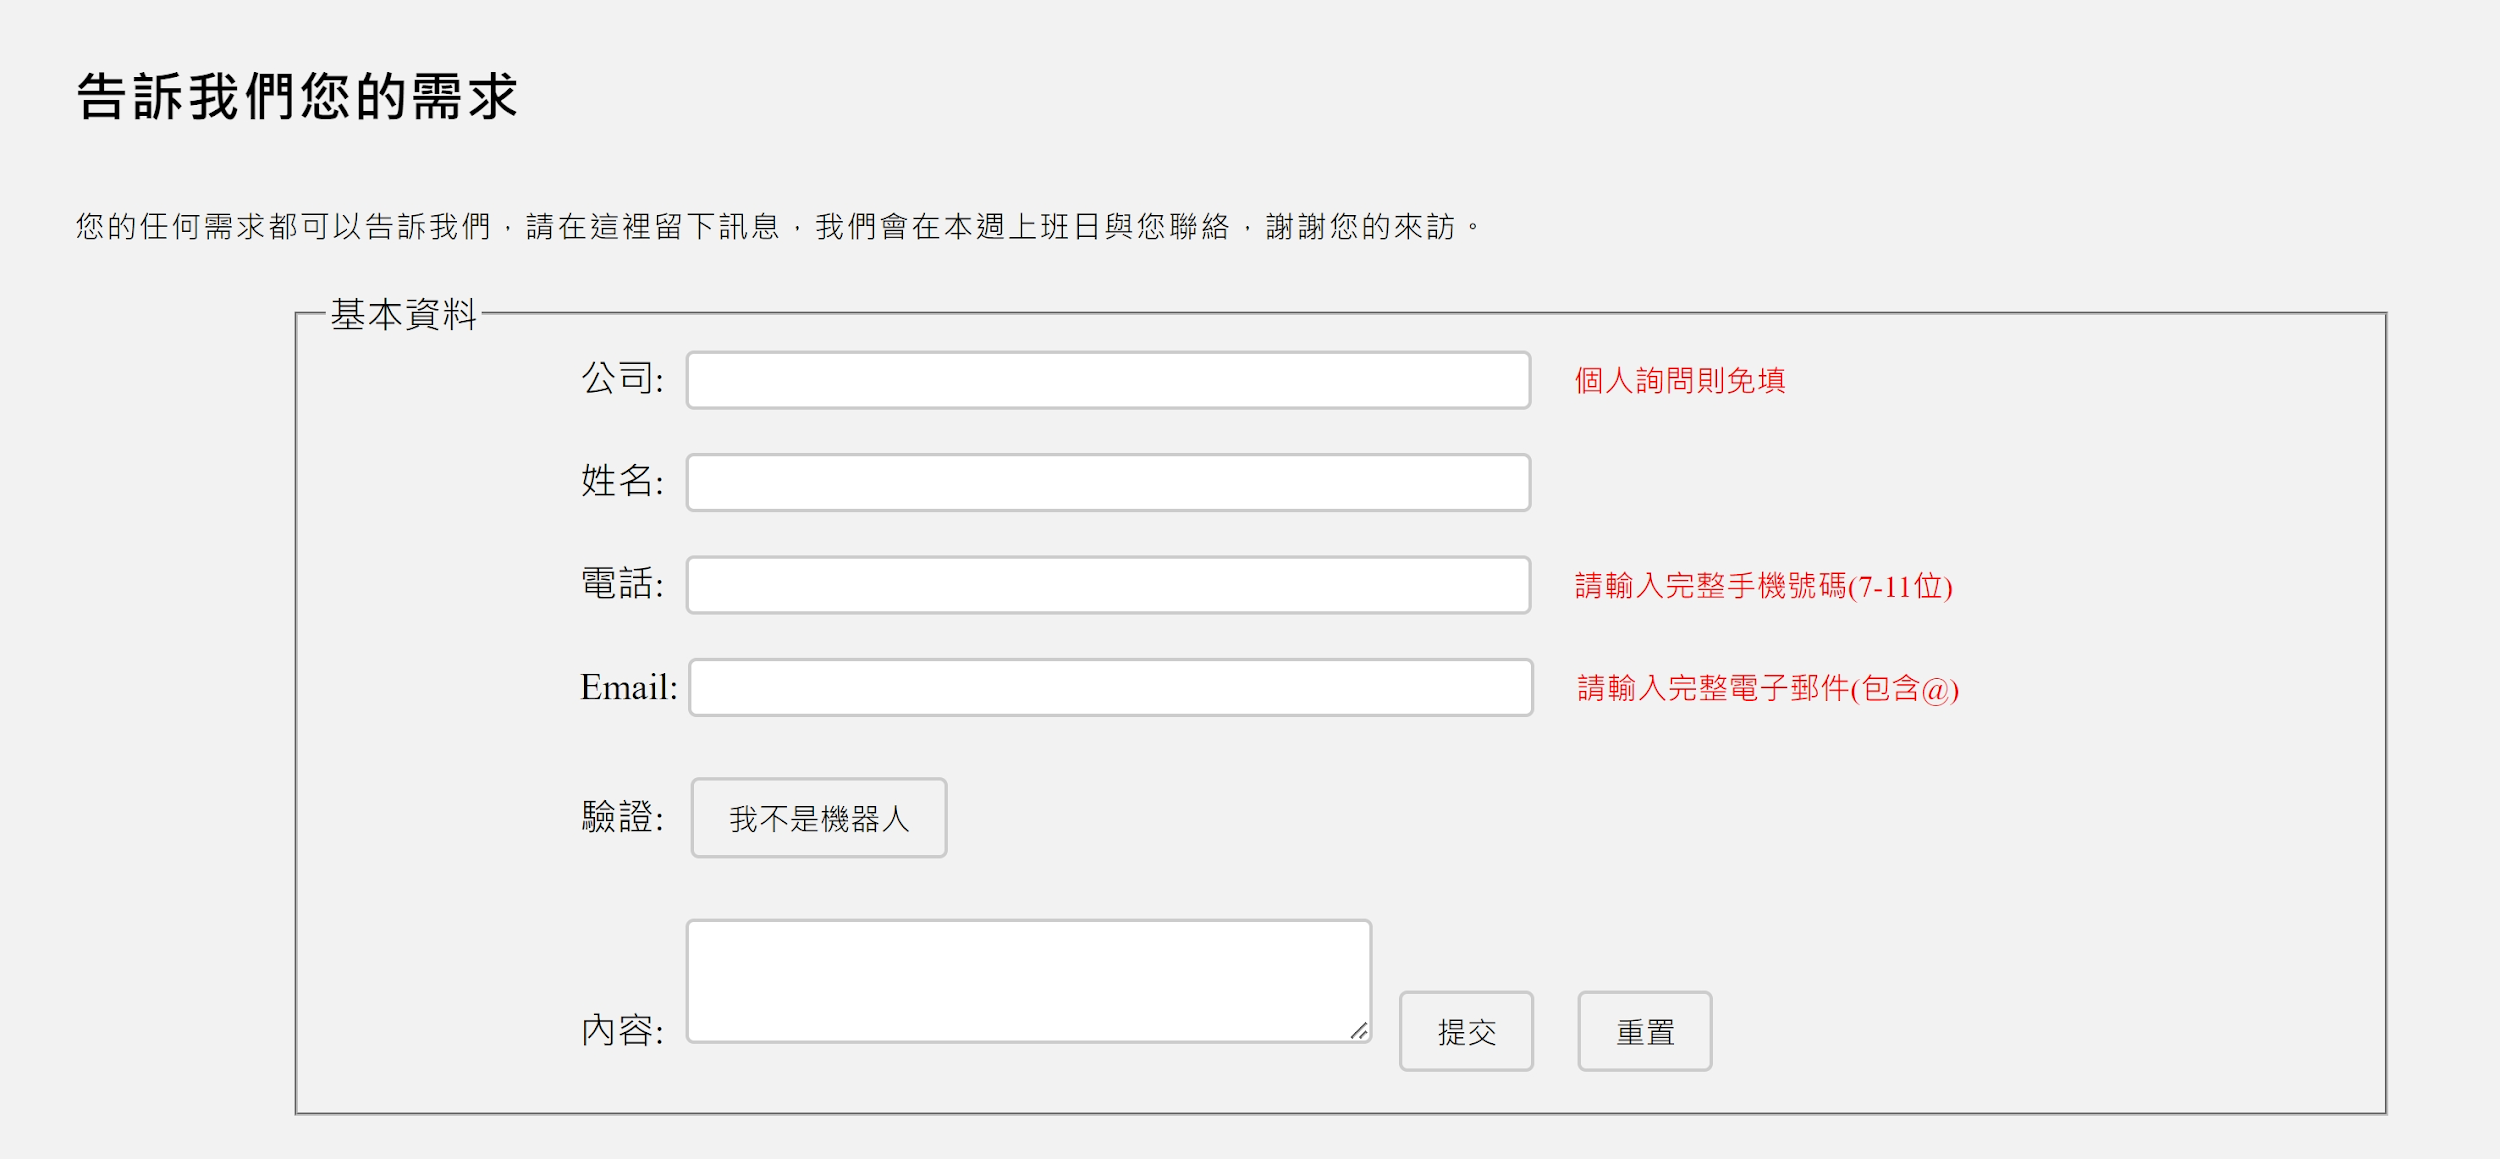 告訴我們您的需求
您的任何需求都可以告訴我們，請在這裡留下訊息，我們會在本週上班日與您聯絡，謝謝您的來訪。
基本資料
公司: 個人詢問則免填
姓名:
電話: 請輸入完整手機號碼(7-11位)
Email: 請輸入完整電子郵件(包含@)
驗證: 我不是機器人
內容: 提交 重置